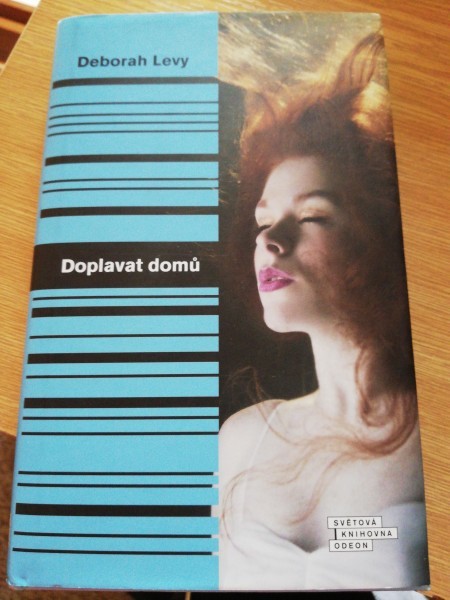 Deborah Levy
Doplavat domů
SVĚTOVÁ
KNIHOVNA
ODEON